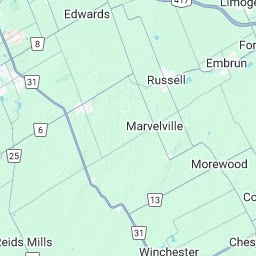 Edwards
417
Limoge
8
For
Embrun
Russell
31
6
Marvelville
25
Morewood
13
Co
31
Reids Mills
Ches
Winchester